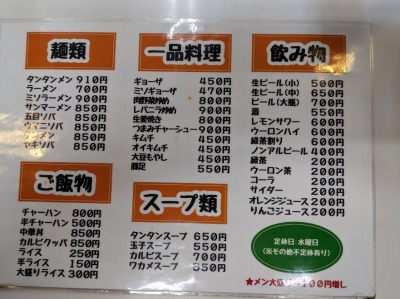 麺類
タンタンメン 910円
ラーメン 700円
ミソラーメン 900円
サンマーメン 850円
五目ソバ 850円
ウマニソバ 850円
850円
ヤキソバ 850円
ご飯物
チャーハン 800円
半チャーハン 500円
中華丼 850円
カルビクッパ 850円
ライス 250円
半ライス 150円
大盛りライス 300円
一品料理
ギョーザ 450円
ミソギョーザ 470円
肉野菜炒め 800円
レバニラ炒め 900円
生姜焼き 800円
つまみチャーシュー 900円
キムチ 450円
オイキムチ 450円
大豆もやし 450円
豚足 550円
スープ類
タンタンスープ 650円
玉子スープ 550円
カルビスープ 700円
ワカメスープ 550円
飲み物
生ビール(小) 500円
生ビール(中) 650円
ビール(大瓶) 700円
酒 550円
レモンサワー 400円
ウーロンハイ 600円
緑茶割り 600円
ノンアルビール 400円
緑茶 200円
ウーロン茶 200円
コーラ 200円
サイダー 200円
オレンジジュース 200円
りんごジュース 200円
定休日:水曜日
(※その他不定休有り)
★メン大盛り 100円増し